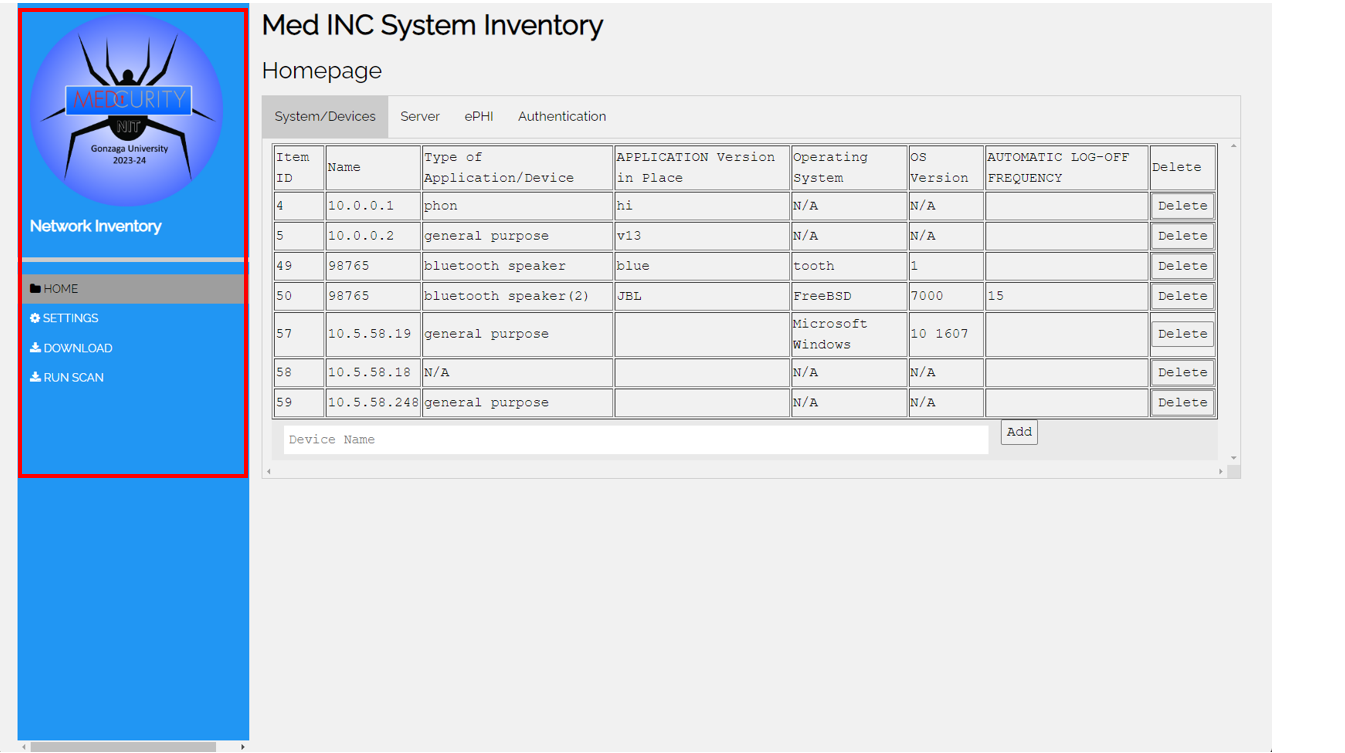 MEDCURITY
NIT
Gonzaga University
2023-24
Network Inventory
HOME
SETTINGS
DOWNLOAD
RUN SCAN
Med INC System Inventory
Homepage
System/Devices Server ePHI Authentication
Item ID Name Type of Application/Device APPLICATION Version in Place Operating System OS Version AUTOMATIC LOG-OFF FREQUENCY Delete
4 10.0.0.1 phon hi N/A N/A Delete
5 10.0.0.2 general purpose v13 N/A N/A Delete
49 98765 bluetooth speaker blue tooth 1 Delete
50 98765 bluetooth speaker(2) JBL FreeBSD 7000 15 Delete
57 10.5.58.19 general purpose Microsoft Windows 10 1607 Delete
58 10.5.58.18 N/A N/A N/A Delete
59 10.5.58.248 general purpose N/A N/A Delete
Device Name Add